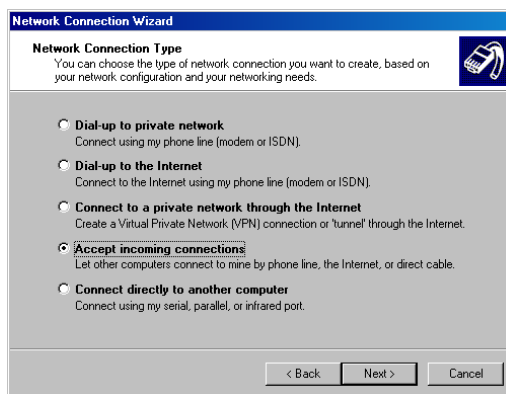 Network Connection Wizard
Network Connection Type
You can choose the type of network connection you want to create, based on
your network configuration and your networking needs.
Dial-up to private network
Connect using my phone line (modem or ISDN).
Dial-up to the Internet
Connect to the Internet using my phone line (modem or ISDN).
Connect to a private network through the Internet
Create a Virtual Private Network (VPN) connection or 'tunnel' through the Internet.
Accept incoming connections
Let other computers connect to mine by phone line, the Internet, or direct cable.
Connect directly to another computer
Connect using my serial, parallel, or infrared port.
< Back Next > Cancel